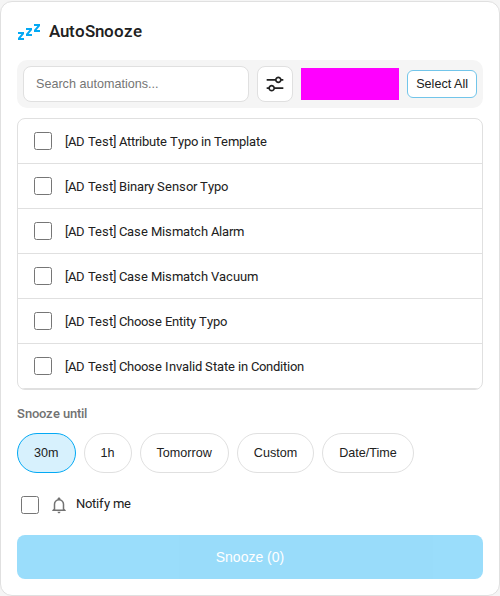 AutoSnooze
Search automations...
Select All
[AD Test] Attribute Typo in Template
[AD Test] Binary Sensor Typo
[AD Test] Case Mismatch Alarm
[AD Test] Case Mismatch Vacuum
[AD Test] Choose Entity Typo
[AD Test] Choose Invalid State in Condition
Snooze until
30m 1h Tomorrow Custom Date/Time
Notify me
Snooze (0)